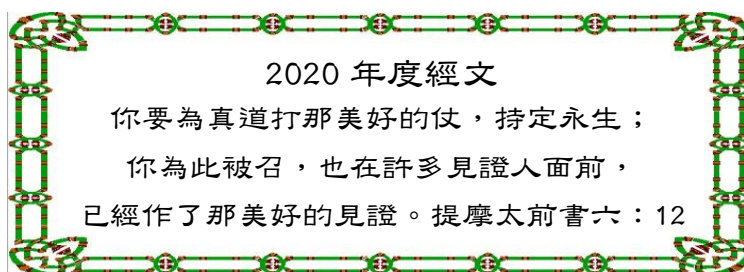 2020 年度經文
你要為真道打那美好的仗，持定永生；
你為此被召，也在許多見證人面前，
已經作了那美好的見證。提摩太前書六：12